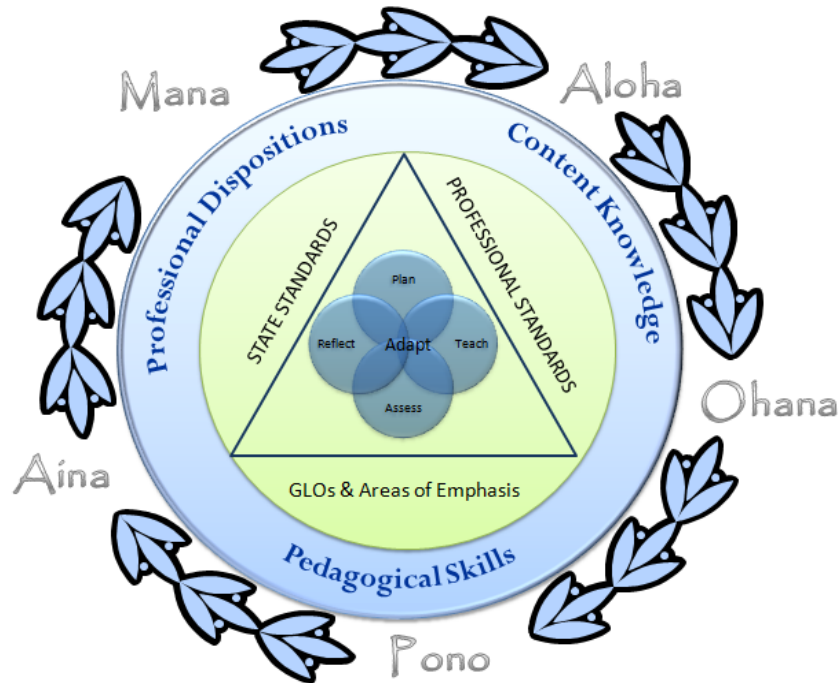 Mana
Aloha
Professional Dispositions
Content Knowledge
STATE STANDARDS
PROFESSIONAL STANDARDS
Plan
Reflect
Adapt
Teach
Assess
Ohana
Aina
GLOs & Areas of Emphasis
Pedagogical Skills
Pono